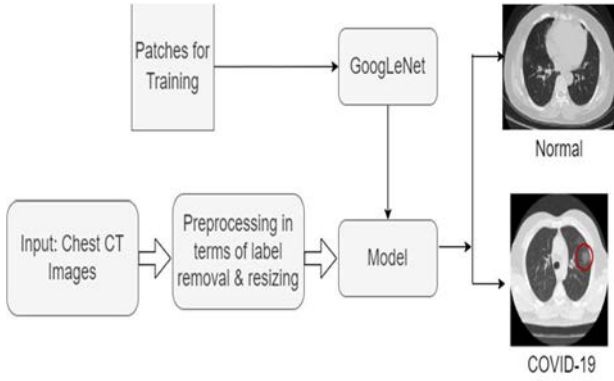 Patches for
Training
GoogLeNet
Normal
Input: Chest CT
Images
Preprocessing in
terms of label
removal & resizing
Model
COVID-19